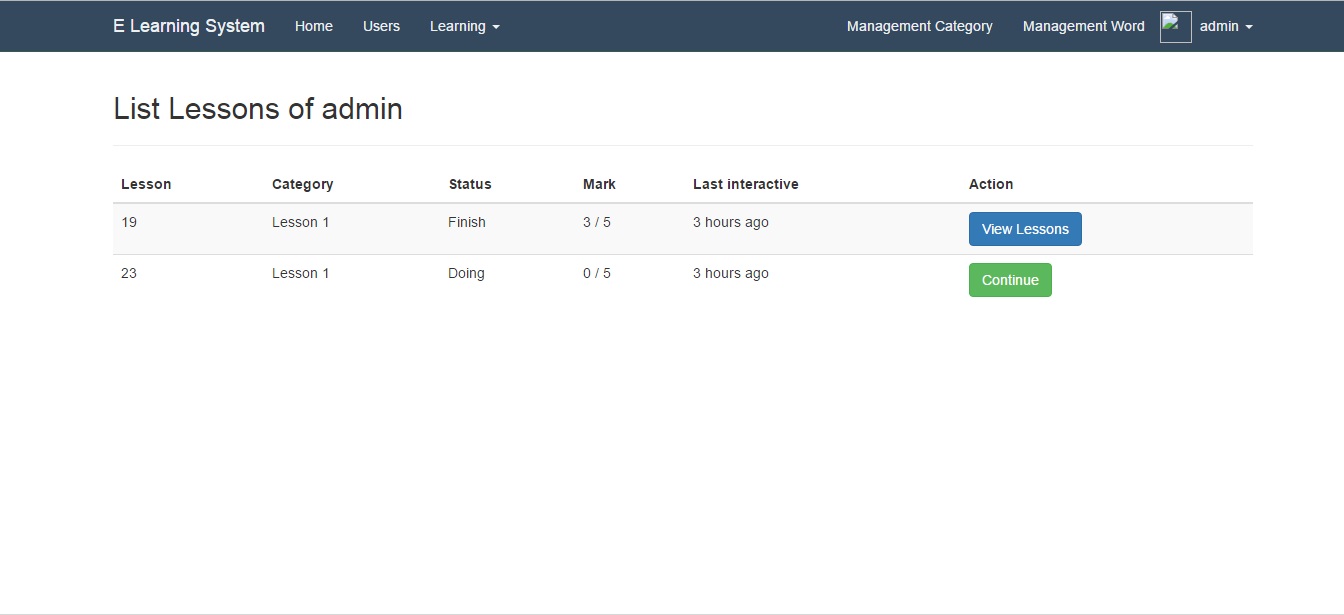 E Learning System Home Users Learning Management Category Management Word admin
List Lessons of admin
Lesson Category Status Mark Last interactive Action
19 Lesson 1 Finish 3 / 5 3 hours ago View Lessons
23 Lesson 1 Doing 0 / 5 3 hours ago Continue